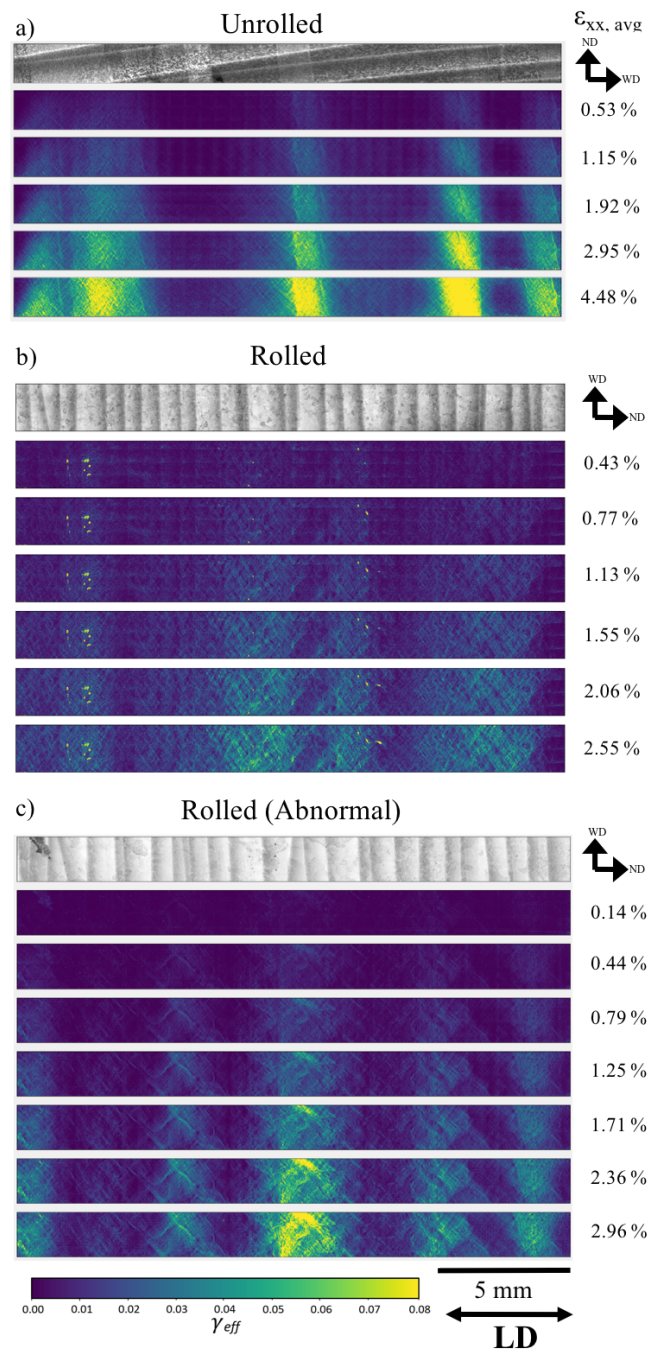 a)
Unrolled
εxx, avg
ND
WD
0.53 %
1.15 %
1.92 %
2.95 %
4.48 %
b)
Rolled
WD
ND
0.43 %
0.77 %
1.13 %
1.55 %
2.06 %
2.55 %
c)
Rolled (Abnormal)
WD
ND
0.14 %
0.44 %
0.79 %
1.25 %
1.71 %
2.36 %
2.96 %
0.00 0.01 0.02 0.03 0.04 0.05 0.06 0.07 0.08
γeff
5 mm
LD